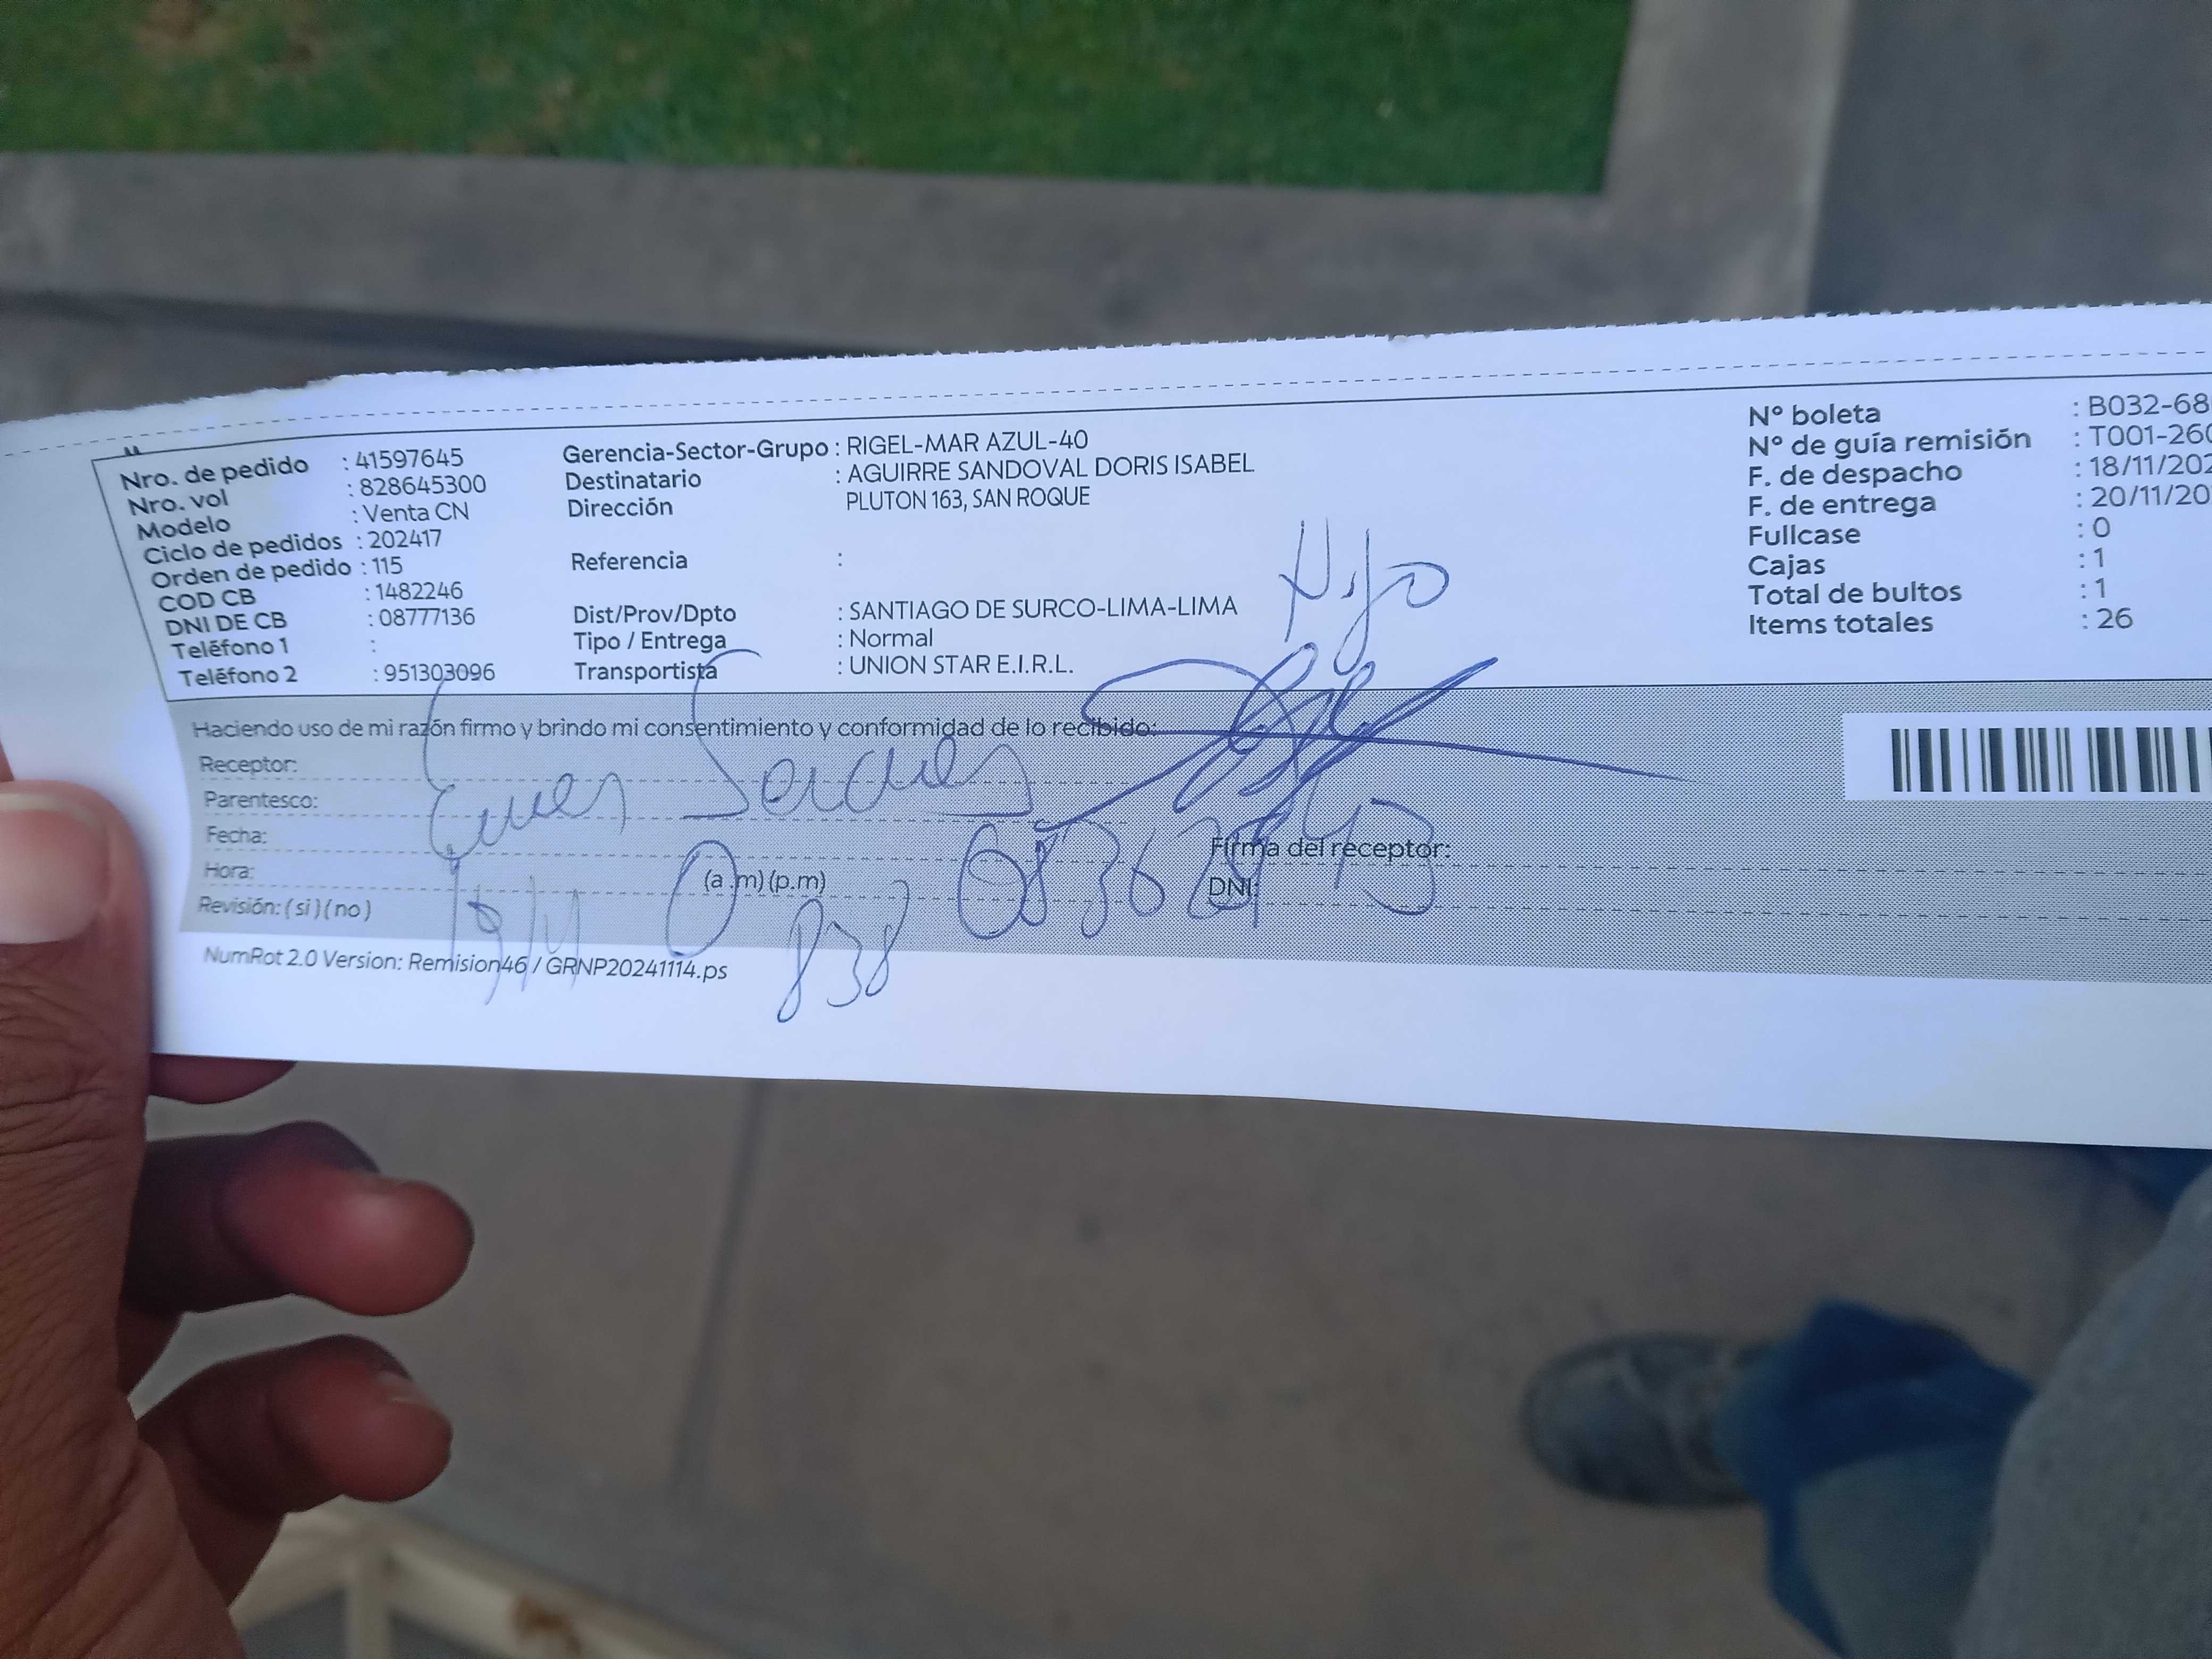 Nro. de pedido : 41597645
Nro. vol : 828645300
Modelo : Venta CN
Ciclo de pedidos : 202417
Orden de pedido : 115
COD CB : 1482246
DNI DE CB : 08777136
Teléfono 1 :
Teléfono 2 : 951303096
Gerencia-Sector-Grupo : RIGEL-MAR AZUL-40
Destinatario : AGUIRRE SANDOVAL DORIS ISABEL
Dirección PLUTON 163, SAN ROQUE
Referencia :
Dist/Prov/Dpto : SANTIAGO DE SURCO-LIMA-LIMA
Tipo / Entrega : Normal
Transportista : UNION STAR E.I.R.L.
Hijo
Nº boleta : B032-68
Nº de guía remisión : T001-260
F. de despacho : 18/11/202
F. de entrega : 20/11/20
Fullcase : 0
Cajas : 1
Total de bultos : 1
Items totales : 26
Haciendo uso de mi razón firmo y brindo mi consentimiento y conformidad de lo recibido:
Receptor:
Parentesco:
Fecha:
Hora: (a .m) (p.m)
Revisión: ( si ) ( no )
Firma del receptor:
DNI:
838
NumRot 2.0 Version: Remision46 / GRNP20241114.ps